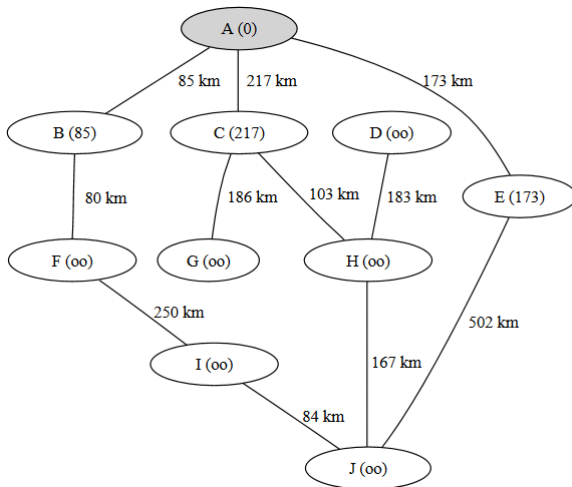 A (0)
85 km
217 km
173 km
B (85)
C (217)
D (oo)
80 km
186 km
103 km
183 km
E (173)
F (oo)
G (oo)
H (oo)
250 km
502 km
I (oo)
167 km
84 km
J (oo)